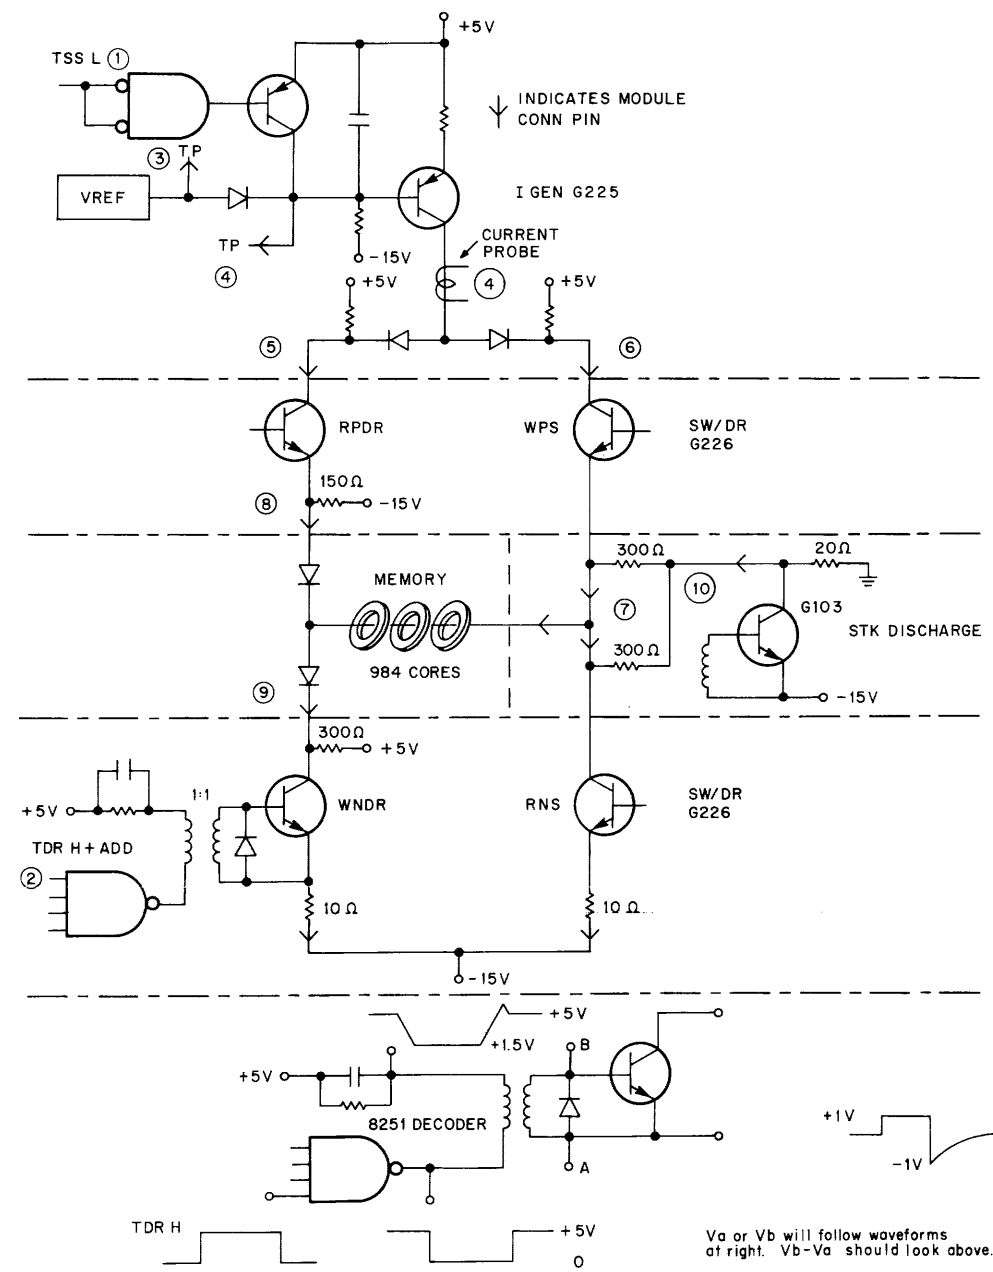 +5V
TSS L 1
INDICATES MODULE
CONN PIN
3 TP
VREF
I GEN G225
TP
4
-15V
CURRENT
PROBE
4
+5V
+5V
5
6
RPDR
WPS
SW/DR
G226
150Ω
8
-15V
300Ω
20Ω
10
MEMORY
7
G103
STK DISCHARGE
300Ω
984 CORES
9
-15V
300Ω
+5V
1:1
+5V
WNDR
RNS
SW/DR
G226
TDR H + ADD
2
10Ω
10Ω
-15V
+5V
+1.5V
B
+5V
8251 DECODER
+1V
-1V
A
TDR H
+5V
0
Va or Vb will follow waveforms
at right. Vb-Va should look above.